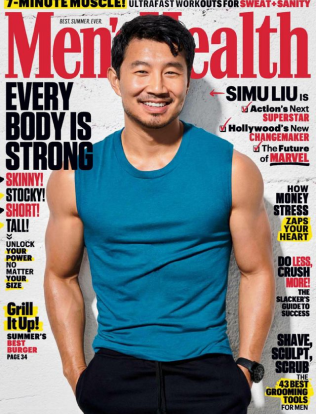 7-MINUTE MUSCLE! ULTRAFAST WORKOUTS FOR SWEAT+SANITY
BEST. SUMMER. EVER.
Men's Health
EVERY
BODY IS
STRONG
SKINNY!
STOCKY!
SHORT!
TALL!
UNLOCK
YOUR
POWER
NO
MATTER
YOUR
SIZE
Grill
It Up!
SUMMER'S
BEST
BURGER
PAGE 34
SIMU LIU IS
Action's Next
SUPERSTAR
Hollywood's New
CHANGEMAKER
The Future
of MARVEL
HOW
MONEY
STRESS
ZAPS
YOUR
HEART
DO LESS,
CRUSH
MORE!
THE
SLACKER'S
GUIDE TO
SUCCESS
SHAVE,
SCULPT,
SCRUB
THE
43 BEST
GROOMING
TOOLS
FOR MEN